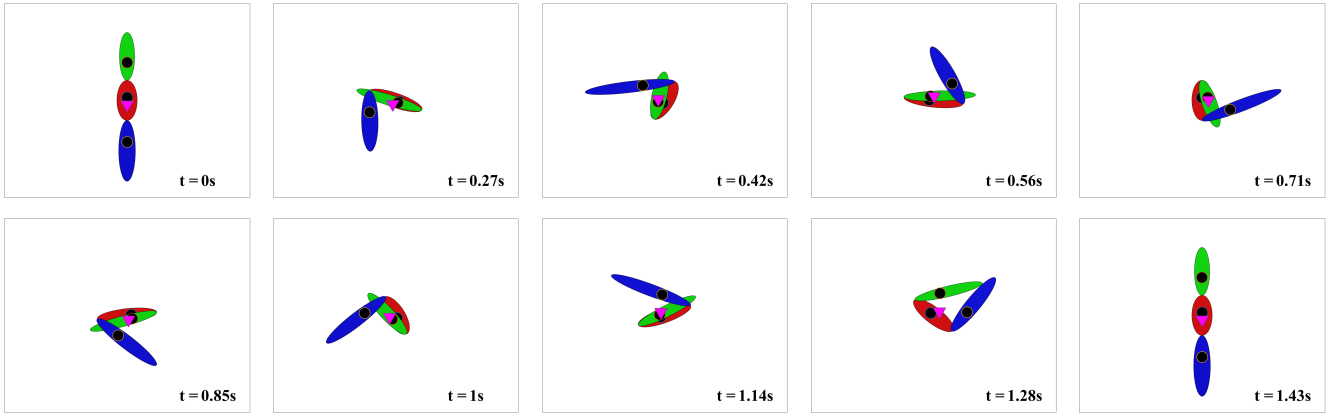 t = 0s
t = 0.27s
t = 0.42s
t = 0.56s
t = 0.71s
t = 0.85s
t = 1s
t = 1.14s
t = 1.28s
t = 1.43s